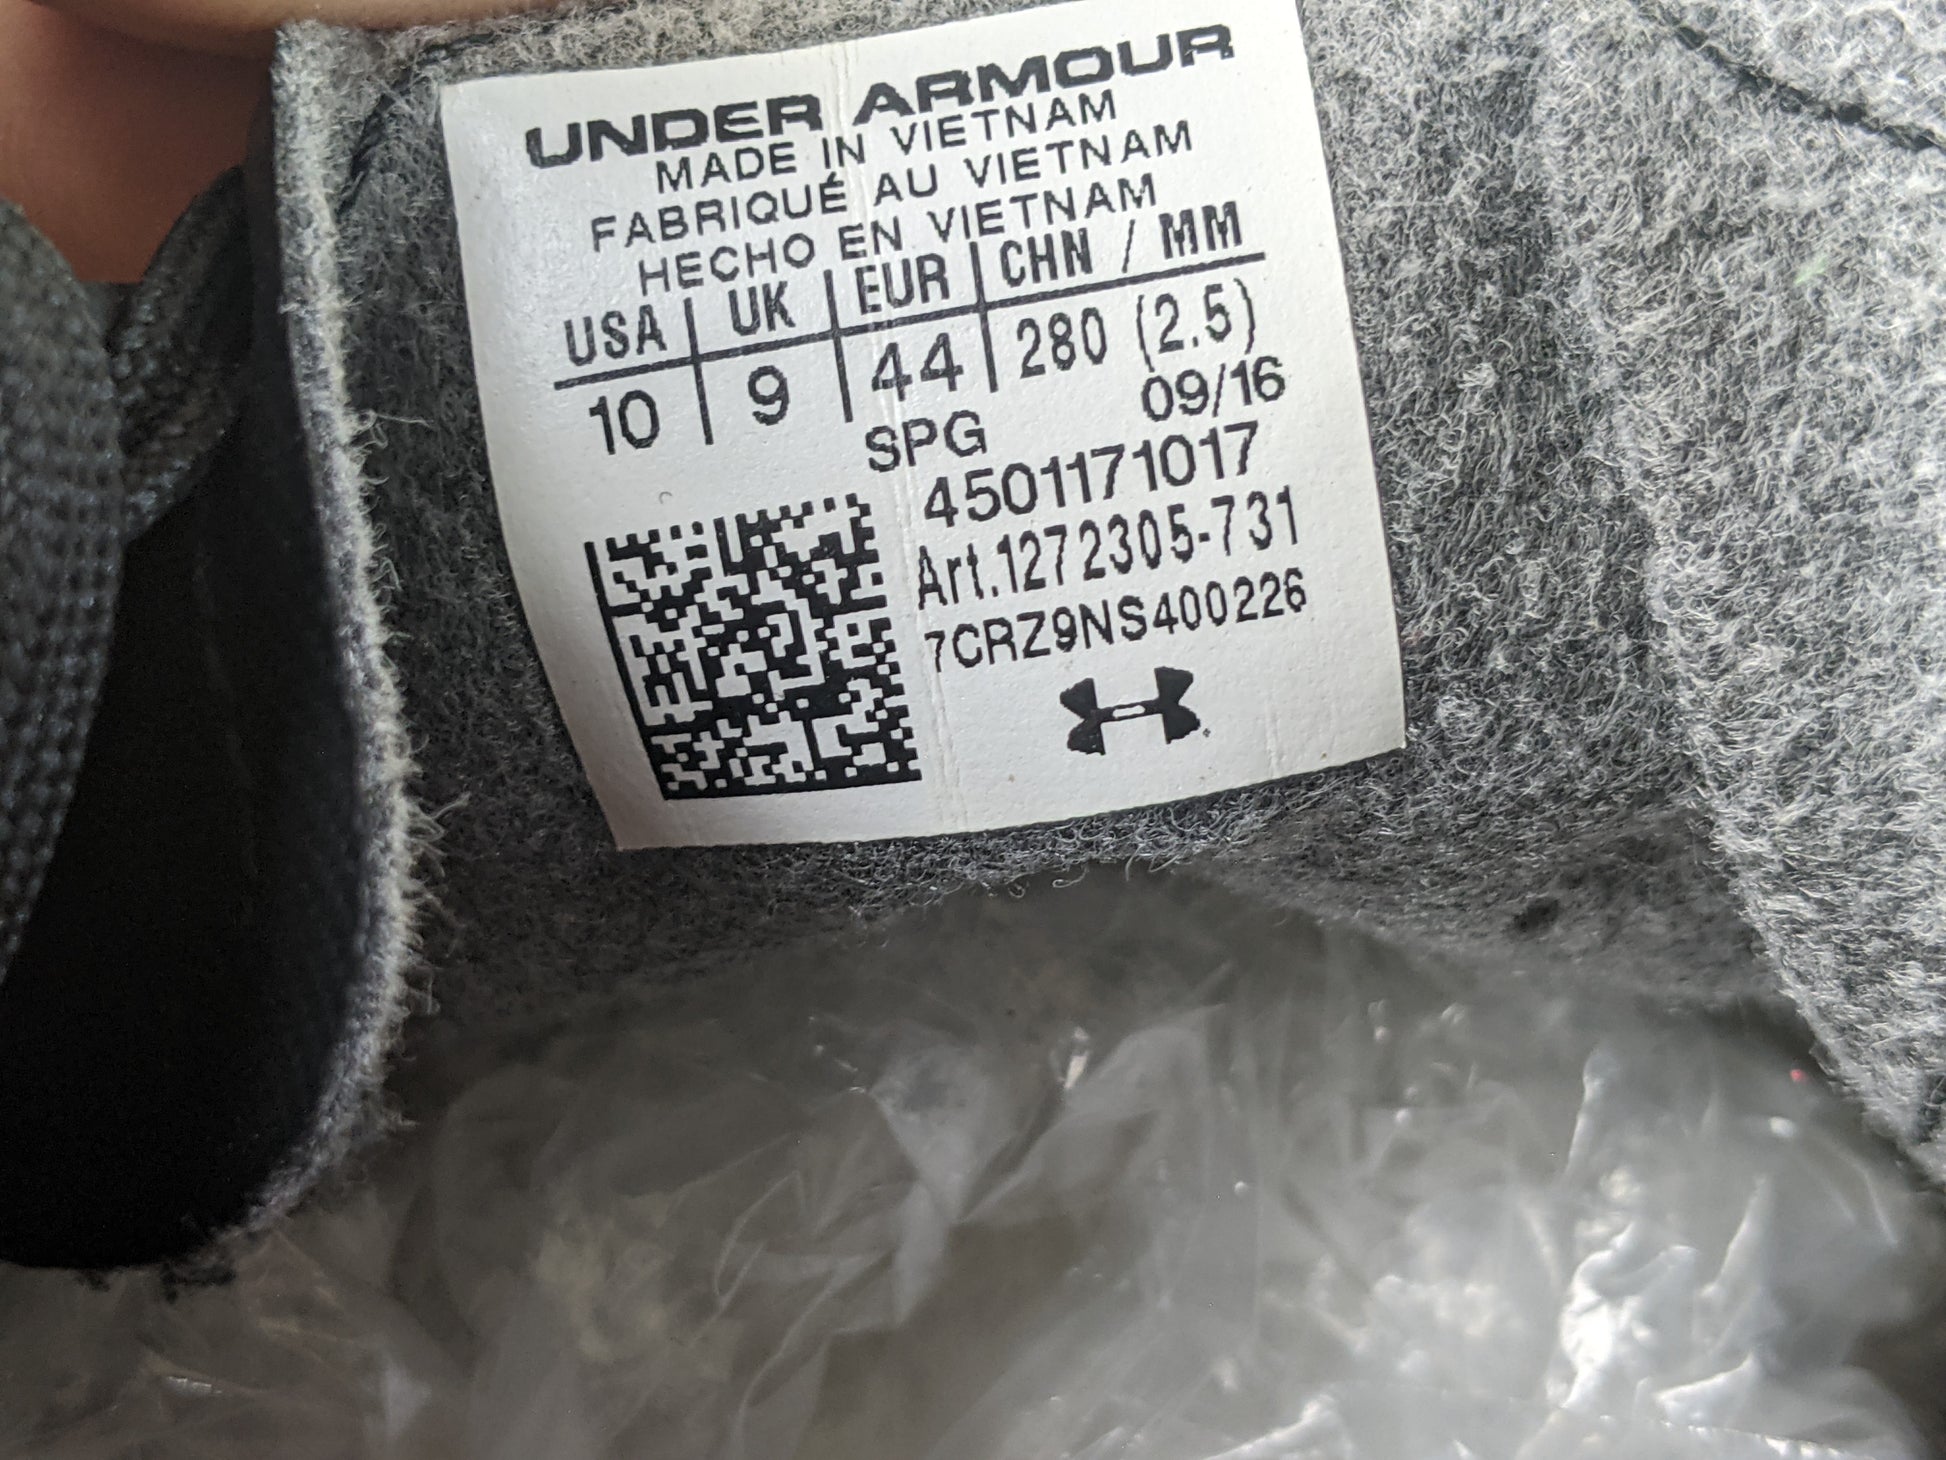 UNDER ARMOUR
MADE IN VIETNAM
FABRIQUÉ AU VIETNAM
HECHO EN VIETNAM
USA | UK | EUR | CHN / MM
10 | 9 | 44 | 280 (2.5)
SPG 09/16
4501171017
Art.1272305-731
7CRZ9NS400226